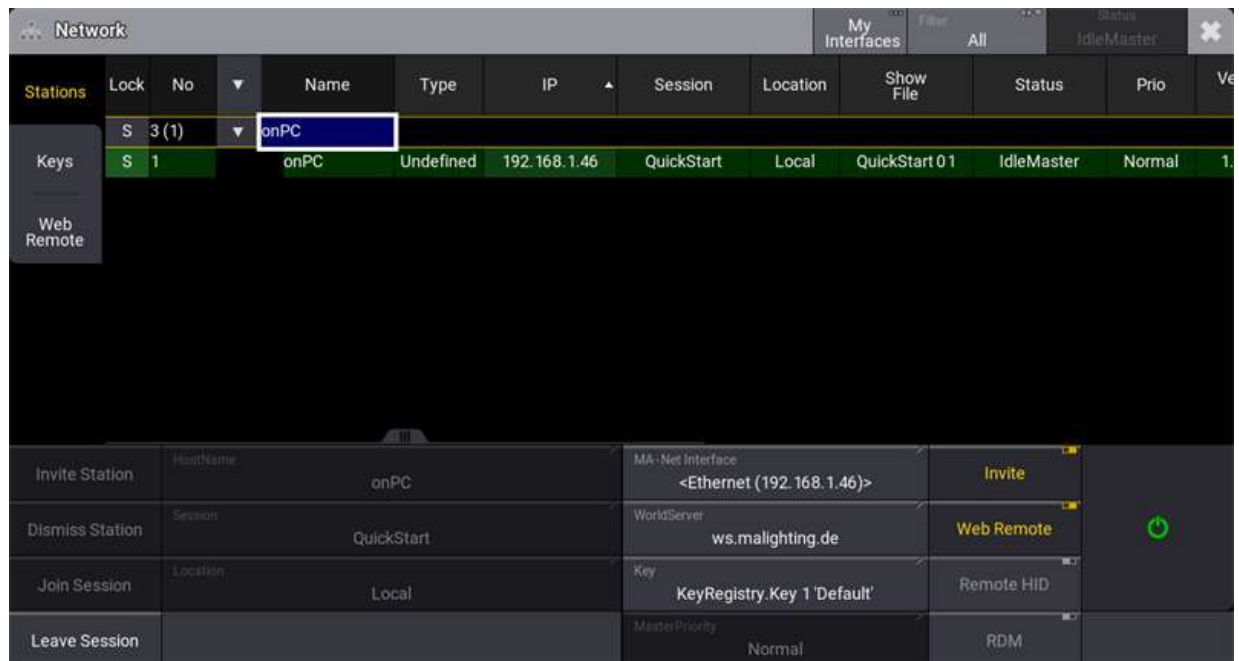 Network
My Interfaces
Filter
All
Status
IdleMaster
Stations
Lock
No
Name
Type
IP
Session
Location
Show File
Status
Prio
S
3 (1)
onPC
S
1
onPC
Undefined
192.168.1.46
QuickStart
Local
QuickStart 01
IdleMaster
Normal
1.
Keys
Web Remote
Invite Station
HostName
onPC
MA-Net Interface
<Ethernet (192.168.1.46)>
Invite
Dismiss Station
Session
QuickStart
WorldServer
ws.malighting.de
Web Remote
Join Session
Location
Local
Key
KeyRegistry.Key 1 'Default'
Remote HID
Leave Session
MasterPriority
Normal
RDM